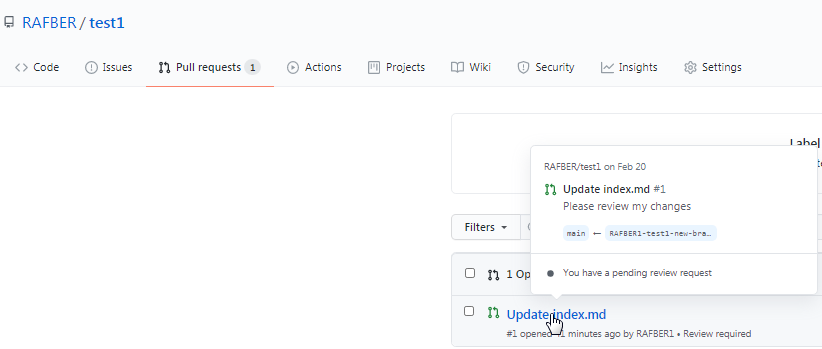 RAFBER / test1
Code Issues Pull requests 1 Actions Projects Wiki Security Insights Settings
Label
RAFBER/test1 on Feb 20
Update index.md #1
Please review my changes
Filters
main ← RAFBER1-test1-new-bra…
1 Op
You have a pending review request
Update index.md
#1 opened minutes ago by RAFBER1 • Review required